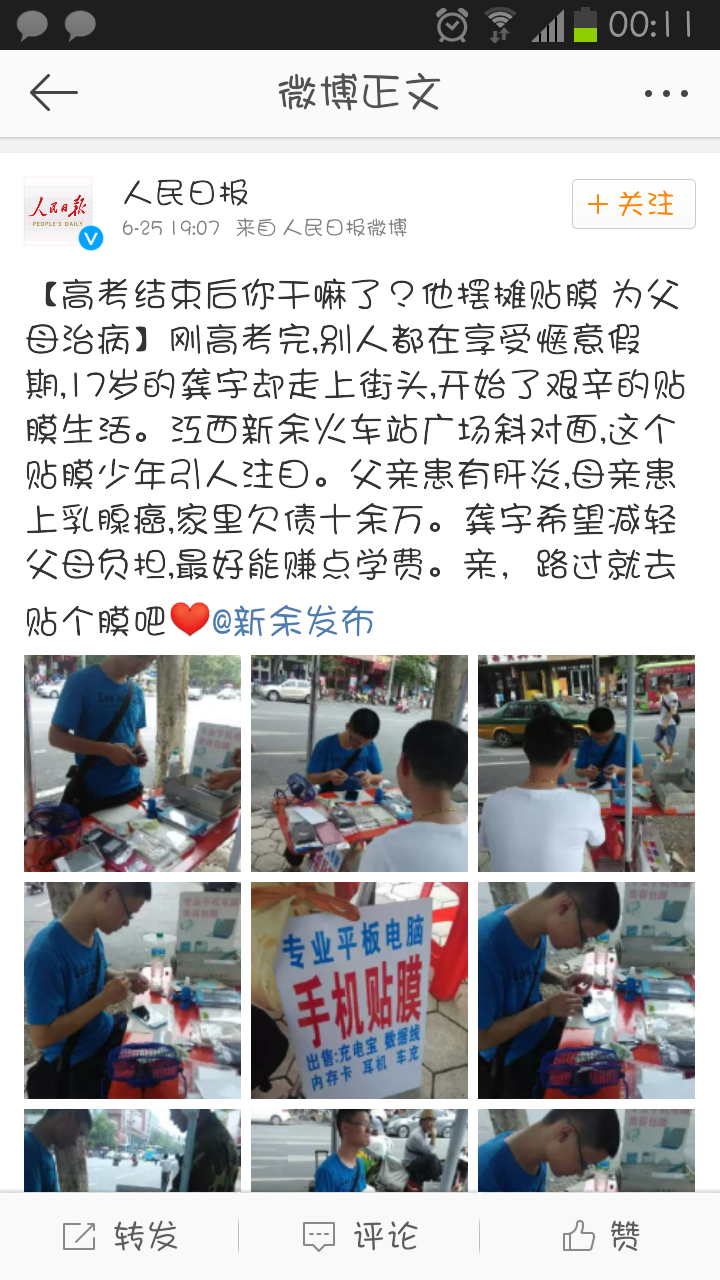 00:11
微博正文
人民日报
PEOPLE'S DAILY
人民日报
6-25 19:07 来自 人民日报微博
+ 关注
【高考结束后你干嘛了?他摆摊贴膜 为父
母治病】刚高考完,别人都在享受惬意假
期,17岁的龚宇却走上街头,开始了艰辛的贴
膜生活。江西新余火车站广场斜对面,这个
贴膜少年引人注目。父亲患有肝炎,母亲患
上乳腺癌,家里欠债十余万。龚宇希望减轻
父母负担,最好能赚点学费。亲，路过就去
贴个膜吧❤@新余发布
专业平板电脑
手机贴膜
出售:充电宝 数据线
内存卡 耳机 车充
转发
评论
赞